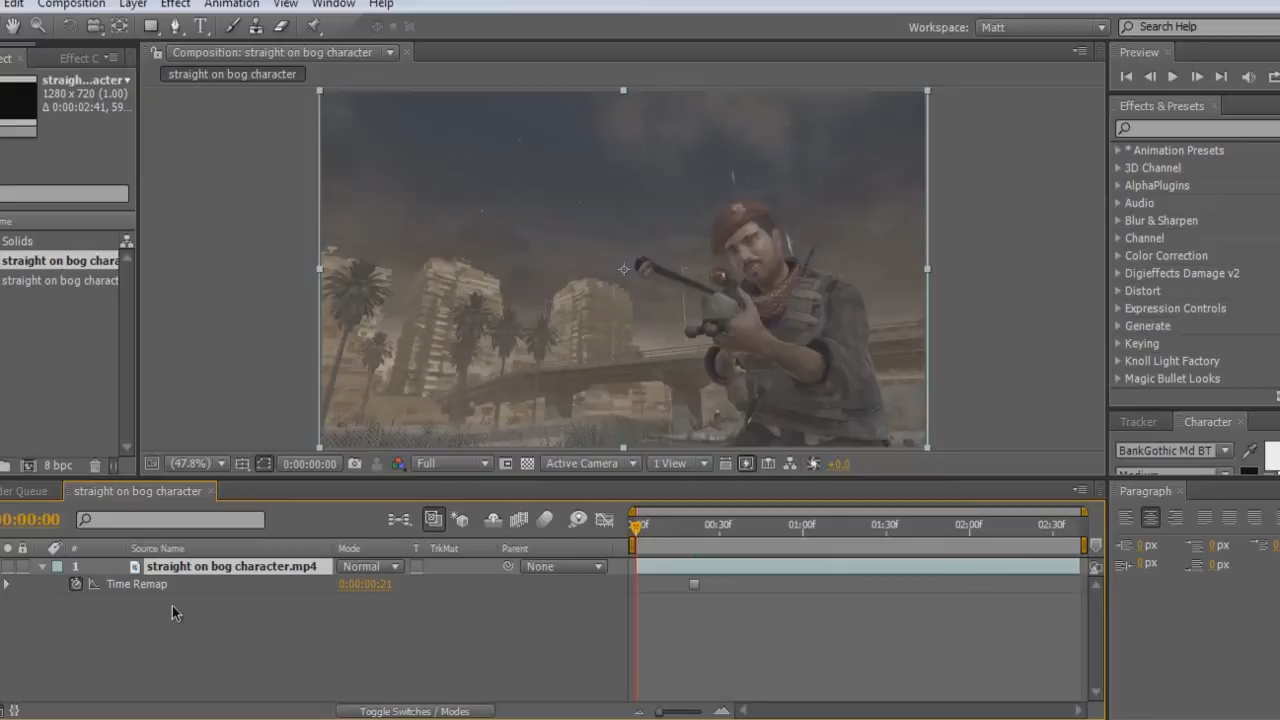 Edit Composition Layer Effect Animation View Window Help
Workspace: Matt Search Help
Effect C
Composition: straight on bog character
Preview
straight on bog character
straigh...acter
1280 x 720 (1.00)
Δ 0:00:02:41, 59...
Effects & Presets
* Animation Presets
3D Channel
AlphaPlugins
Audio
Blur & Sharpen
Channel
Color Correction
Digieffects Damage v2
Distort
Expression Controls
Generate
Keying
Knoll Light Factory
Magic Bullet Looks
Solids
straight on bog chara
straight on bog charact
8 bpc
(47.8%) 0:00:00:00 Full Active Camera 1 View +0.0
Tracker Character
BankGothic Md BT
Medium
der Queue straight on bog character
Paragraph
:00:00:00
:00f 00:30f 01:00f 01:30f 02:00f 02:30f
0 px 0 px
0 px 0 px
# Source Name Mode T TrkMat Parent
1 straight on bog character.mp4 Normal None
Time Remap 0:00:00:21
Toggle Switches / Modes